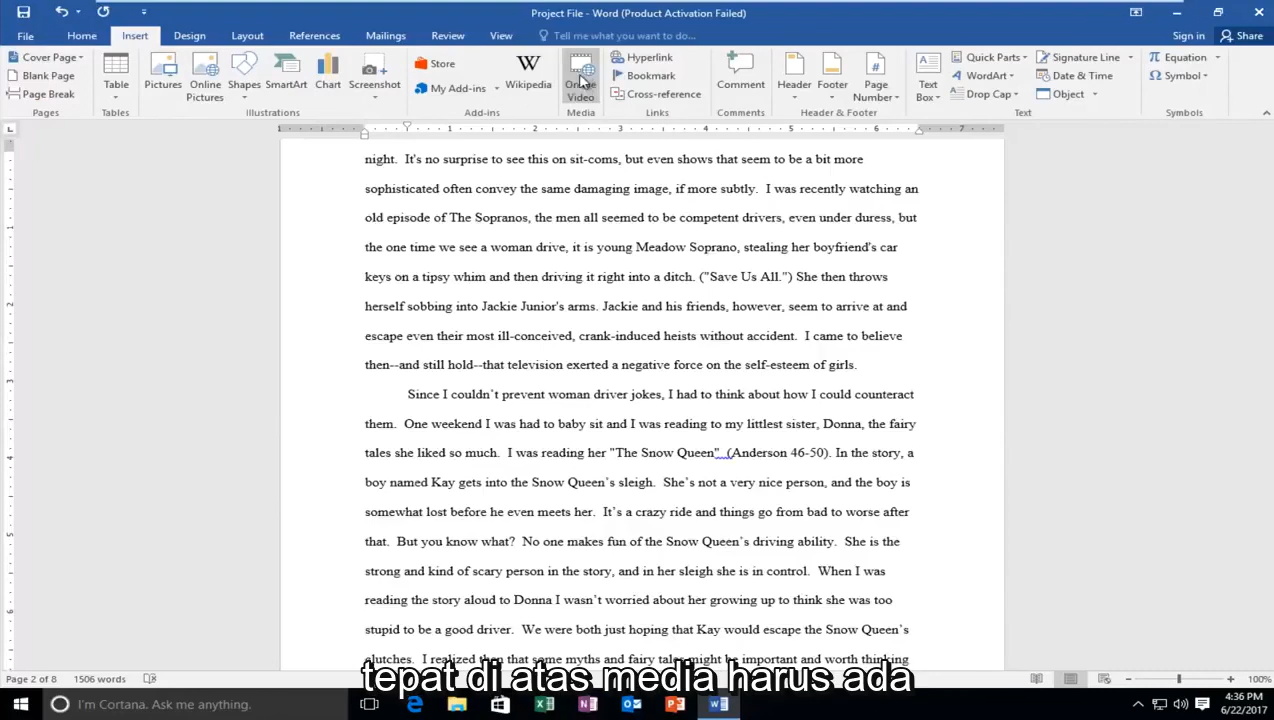 Project File - Word (Product Activation Failed)
File Home Insert Design Layout References Mailings Review View Tell me what you want to do... Sign in Share
Cover Page
Blank Page
Page Break
Pages
Table
Tables
Pictures
Online Pictures
Shapes
SmartArt
Chart
Screenshot
Illustrations
Store
My Add-ins
Wikipedia
Add-ins
Online Video
Media
Hyperlink
Bookmark
Cross-reference
Links
Comment
Comments
Header
Footer
Page Number
Header & Footer
Text Box
Quick Parts
WordArt
Drop Cap
Signature Line
Date & Time
Object
Text
Equation
Symbol
Symbols
night. It's no surprise to see this on sit-coms, but even shows that seem to be a bit more
sophisticated often convey the same damaging image, if more subtly. I was recently watching an
old episode of The Sopranos, the men all seemed to be competent drivers, even under duress, but
the one time we see a woman drive, it is young Meadow Soprano, stealing her boyfriend's car
keys on a tipsy whim and then driving it right into a ditch. ("Save Us All.") She then throws
herself sobbing into Jackie Junior's arms. Jackie and his friends, however, seem to arrive at and
escape even their most ill-conceived, crank-induced heists without accident. I came to believe
then--and still hold--that television exerted a negative force on the self-esteem of girls.
Since I couldn't prevent woman driver jokes, I had to think about how I could counteract
them. One weekend I was had to baby sit and I was reading to my littlest sister, Donna, the fairy
tales she liked so much. I was reading her "The Snow Queen" (Anderson 46-50). In the story, a
boy named Kay gets into the Snow Queen's sleigh. She's not a very nice person, and the boy is
somewhat lost before he even meets her. It's a crazy ride and things go from bad to worse after
that. But you know what? No one makes fun of the Snow Queen's driving ability. She is the
strong and kind of scary person in the story, and in her sleigh she is in control. When I was
reading the story aloud to Donna I wasn't worried about her growing up to think she was too
stupid to be a good driver. We were both just hoping that Kay would escape the Snow Queen's
clutches. I realized then that some myths and fairy tales might be important and worth thinking
tepat di atas media harus ada
Page 2 of 8 1506 words 100%
I'm Cortana. Ask me anything.
4:36 PM
6/22/2017